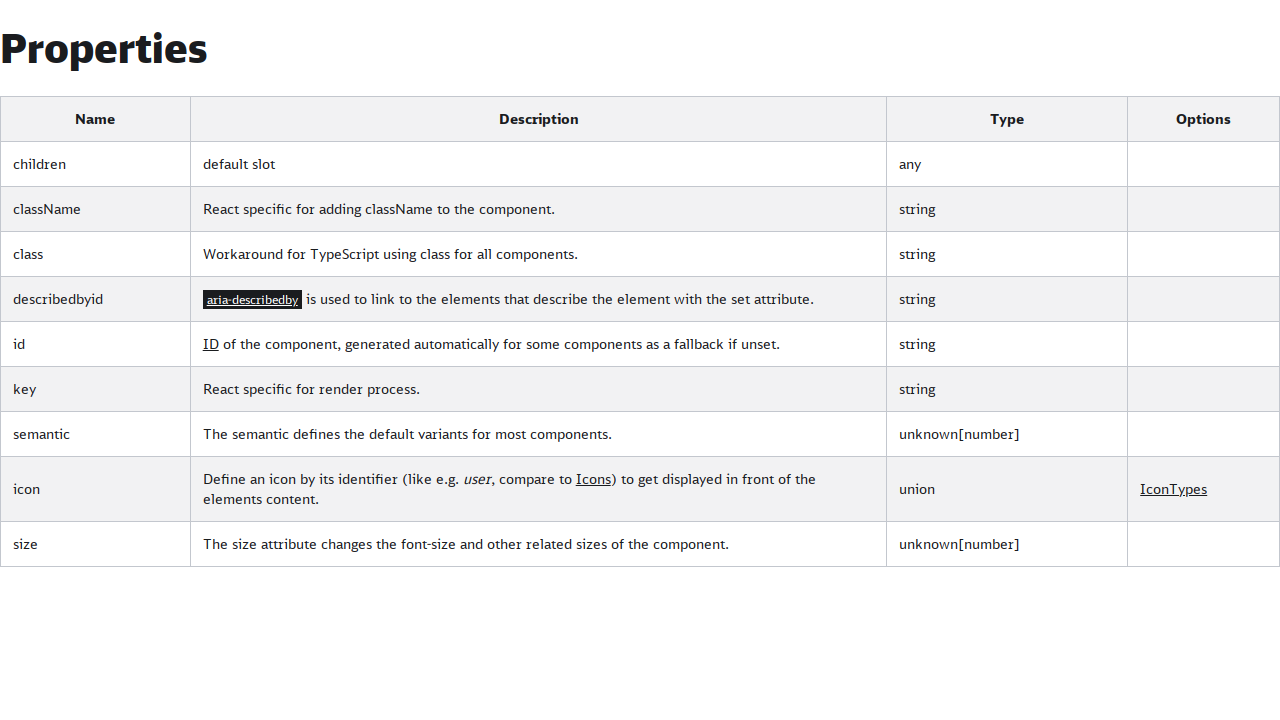 Properties
Name Description Type Options
children default slot any
className React specific for adding className to the component. string
class Workaround for TypeScript using class for all components. string
describedbyid aria-describedby is used to link to the elements that describe the element with the set attribute. string
id ID of the component, generated automatically for some components as a fallback if unset. string
key React specific for render process. string
semantic The semantic defines the default variants for most components. unknown[number]
icon Define an icon by its identifier (like e.g. user, compare to Icons) to get displayed in front of the
elements content. union IconTypes
size The size attribute changes the font-size and other related sizes of the component. unknown[number]